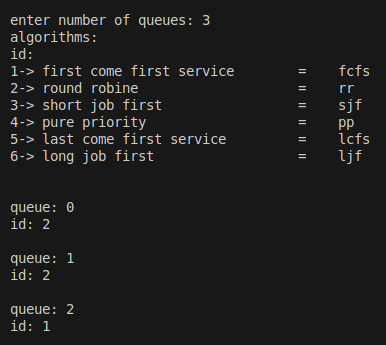 enter number of queues: 3
algorithms:
id:
1-> first come first service = fcfs
2-> round robine = rr
3-> short job first = sjf
4-> pure priority = pp
5-> last come first service = lcfs
6-> long job first = ljf
queue: 0
id: 2
queue: 1
id: 2
queue: 2
id: 1